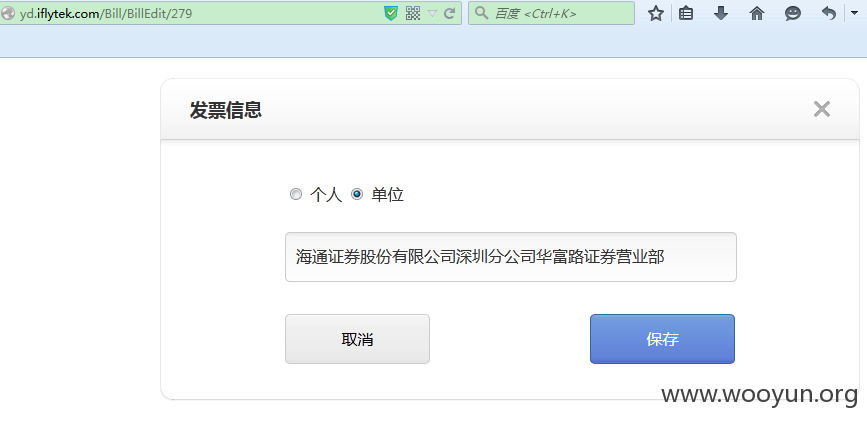 yd.iflytek.com/Bill/BillEdit/279
百度 <Ctrl+K>
发票信息
个人 单位
海通证券股份有限公司深圳分公司华富路证券营业部
取消 保存
www.wooyun.org